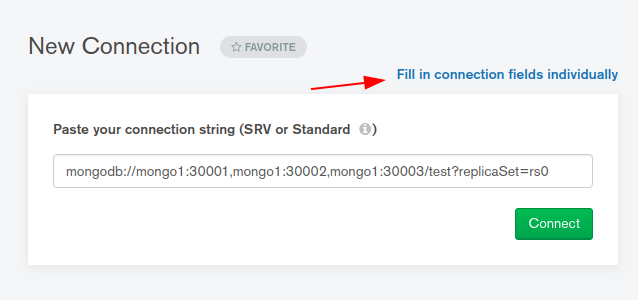 New Connection
FAVORITE
Fill in connection fields individually
Paste your connection string (SRV or Standard i)
mongodb://mongo1:30001,mongo1:30002,mongo1:30003/test?replicaSet=rs0
Connect